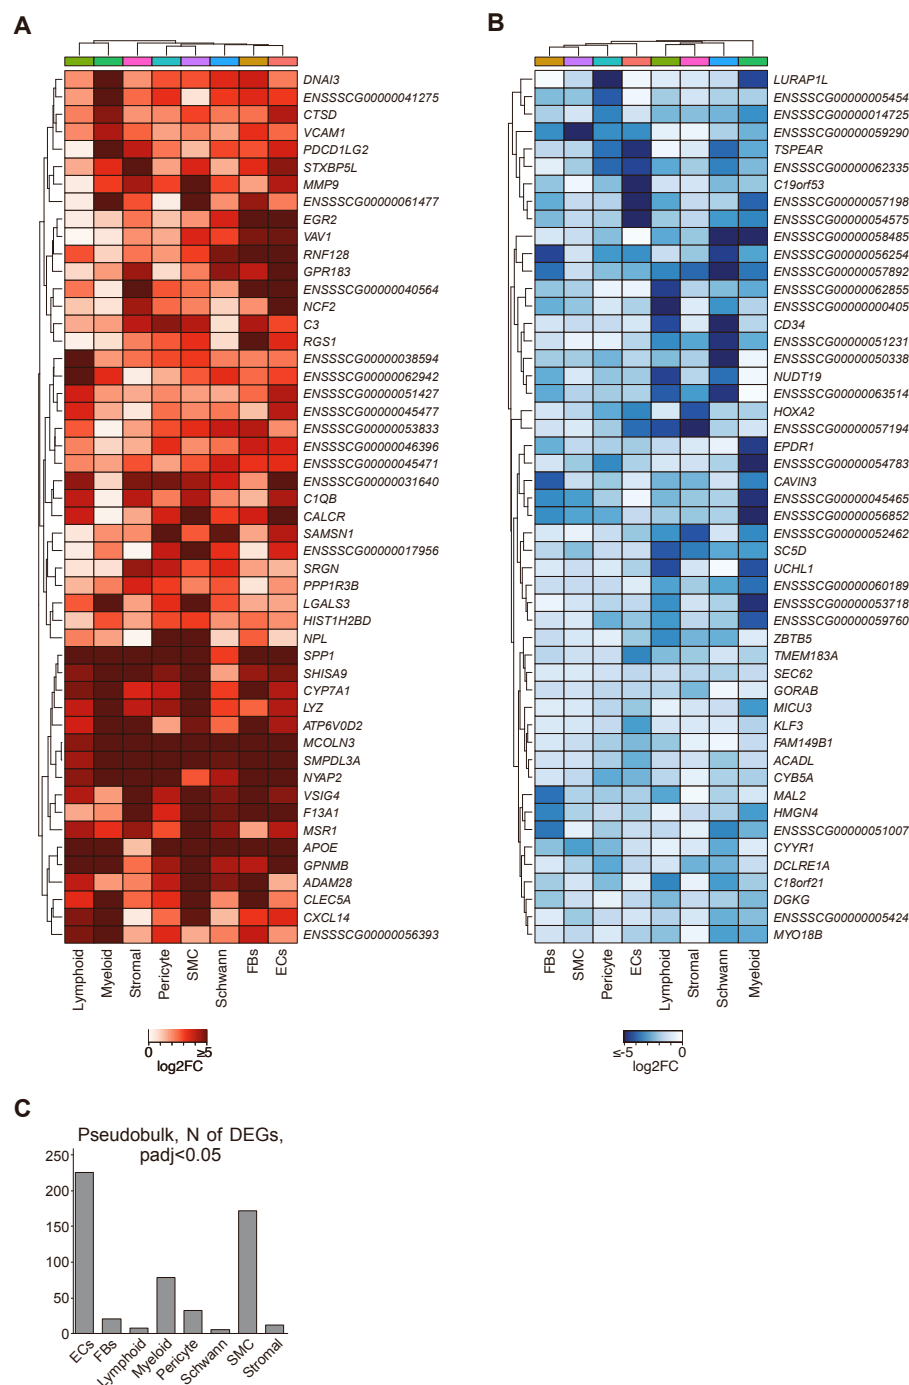 A
DNAI3
ENSSSCG00000041275
CTSD
VCAM1
PDCD1LG2
STXBP5L
MMP9
ENSSSCG00000061477
EGR2
VAV1
RNF128
GPR183
ENSSSCG00000040564
NCF2
C3
RGS1
ENSSSCG00000038594
ENSSSCG00000062942
ENSSSCG00000051427
ENSSSCG00000045477
ENSSSCG00000053833
ENSSSCG00000046396
ENSSSCG00000045471
ENSSSCG00000031640
C1QB
CALCR
SAMSN1
ENSSSCG00000017956
SRGN
PPP1R3B
LGALS3
HIST1H2BD
NPL
SPP1
SHISA9
CYP7A1
LYZ
ATP6V0D2
MCOLN3
SMPDL3A
NYAP2
VSIG4
F13A1
MSR1
APOE
GPNMB
ADAM28
CLEC5A
CXCL14
ENSSSCG00000056393
Lymphoid
Myeloid
Stromal
Pericyte
SMC
Schwann
FBs
ECs
0 ≥5
log2FC
B
LURAP1L
ENSSSCG00000005454
ENSSSCG00000014725
ENSSSCG00000059290
TSPEAR
ENSSSCG00000062335
C19orf53
ENSSSCG00000057198
ENSSSCG00000054575
ENSSSCG00000058485
ENSSSCG00000056254
ENSSSCG00000057892
ENSSSCG00000062855
ENSSSCG00000000405
CD34
ENSSSCG00000051231
ENSSSCG00000050338
NUDT19
ENSSSCG00000063514
HOXA2
ENSSSCG00000057194
EPDR1
ENSSSCG00000054783
CAVIN3
ENSSSCG00000045465
ENSSSCG00000056852
ENSSSCG00000052462
SC5D
UCHL1
ENSSSCG00000060189
ENSSSCG00000053718
ENSSSCG00000059760
ZBTB5
TMEM183A
SEC62
GORAB
MICU3
KLF3
FAM149B1
ACADL
CYB5A
MAL2
HMGN4
ENSSSCG00000051007
CYYR1
DCLRE1A
C18orf21
DGKG
ENSSSCG00000005424
MYO18B
FBs
SMC
Pericyte
ECs
Lymphoid
Stromal
Schwann
Myeloid
≤-5 0
log2FC
C
Pseudobulk, N of DEGs,
padj<0.05
250
200
150
100
50
0
ECs
FBs
Lymphoid
Myeloid
Pericyte
Schwann
SMC
Stromal